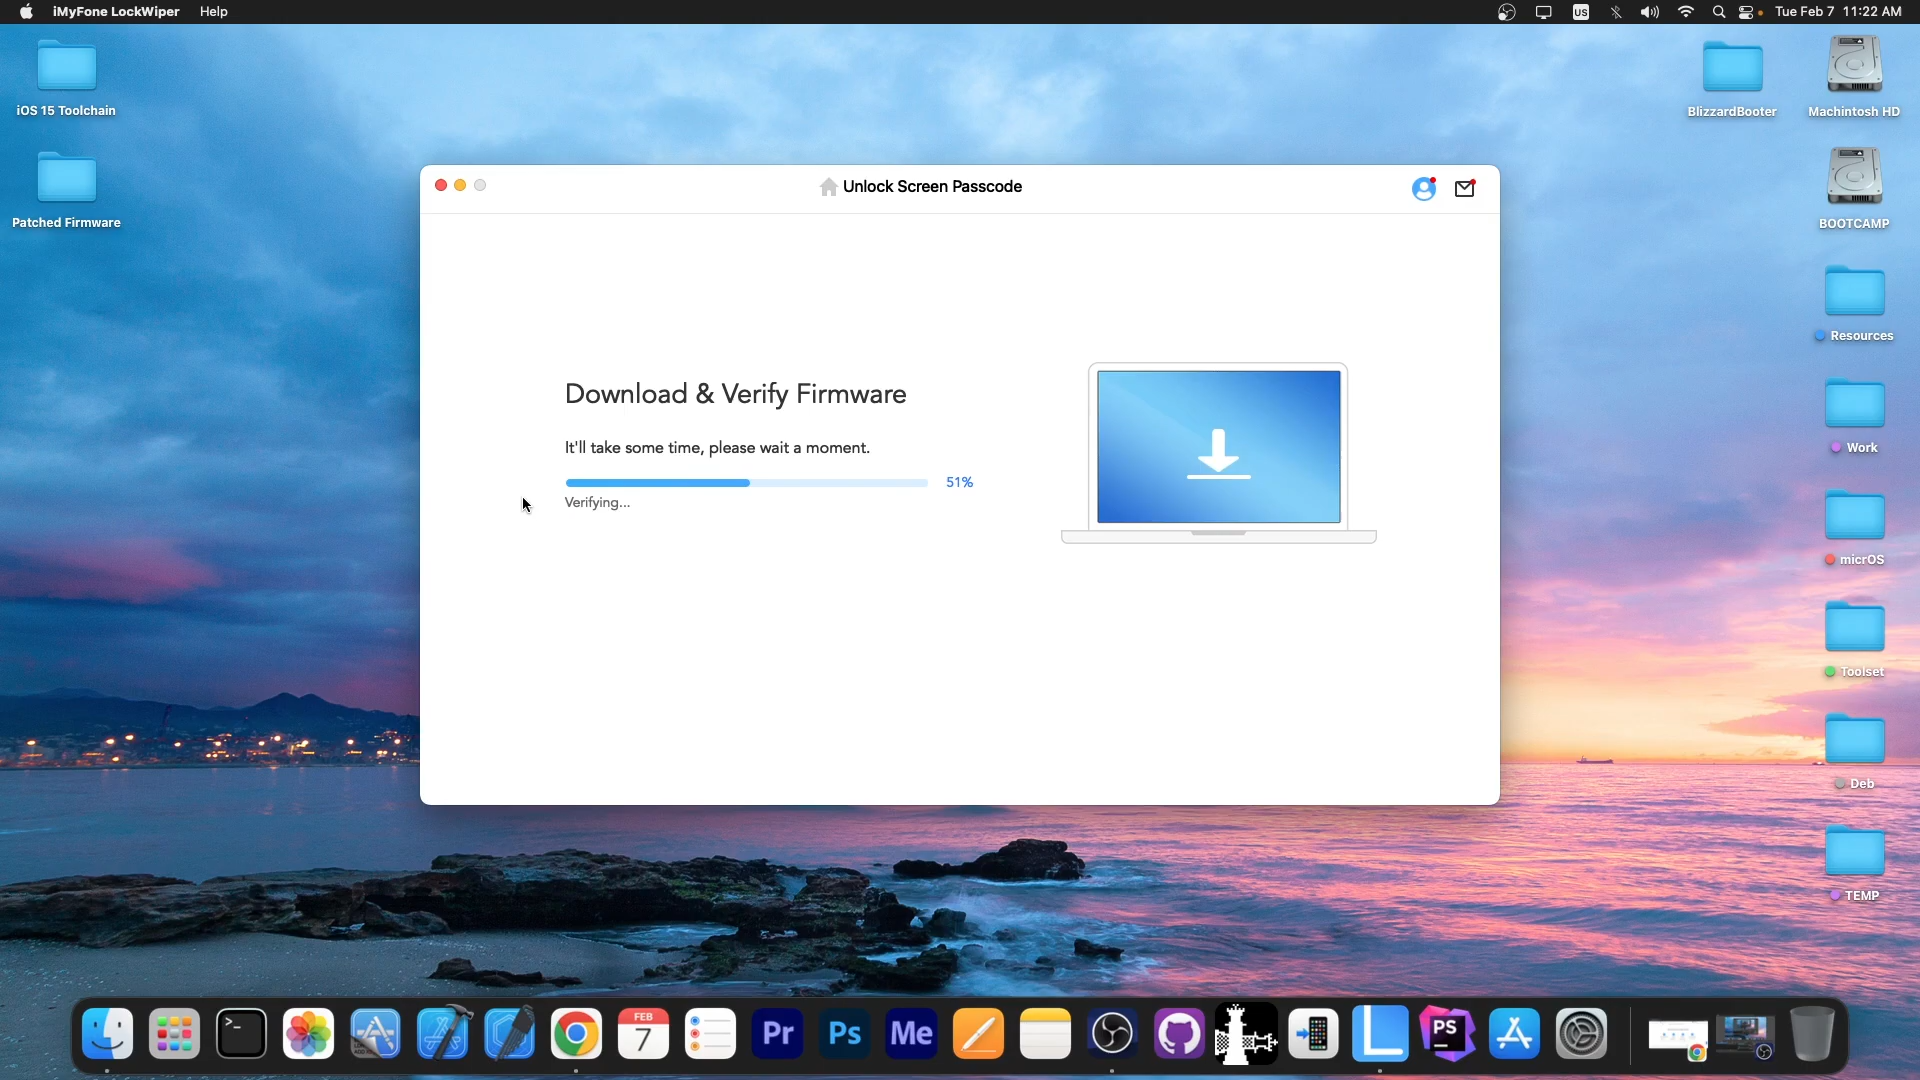 iMyFone LockWiper Help
US
Tue Feb 7 11:22 AM
iOS 15 Toolchain
BlizzardBooter
Machintosh HD
Patched Firmware
BOOTCAMP
Unlock Screen Passcode
Resources
Download & Verify Firmware
It'll take some time, please wait a moment.
Work
51%
Verifying...
micrOS
Toolset
Deb
TEMP
FEB
7
Pr
Ps
Me
PS